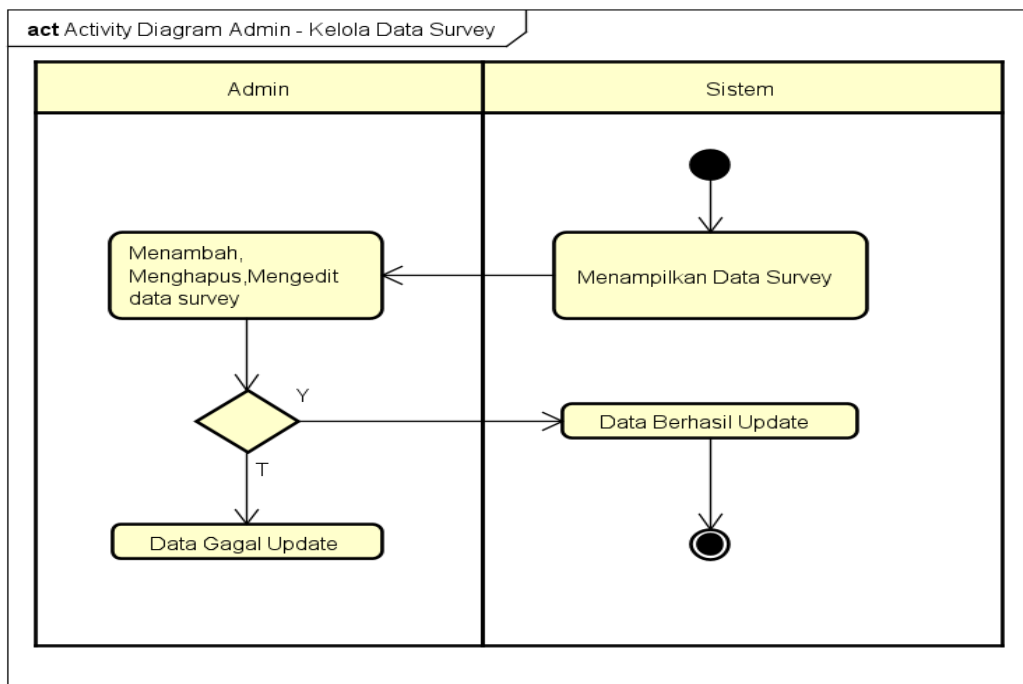 act Activity Diagram Admin - Kelola Data Survey
Admin
Sistem
Menambah,
Menghapus,Mengedit
data survey
Menampilkan Data Survey
Y
Data Berhasil Update
T
Data Gagal Update